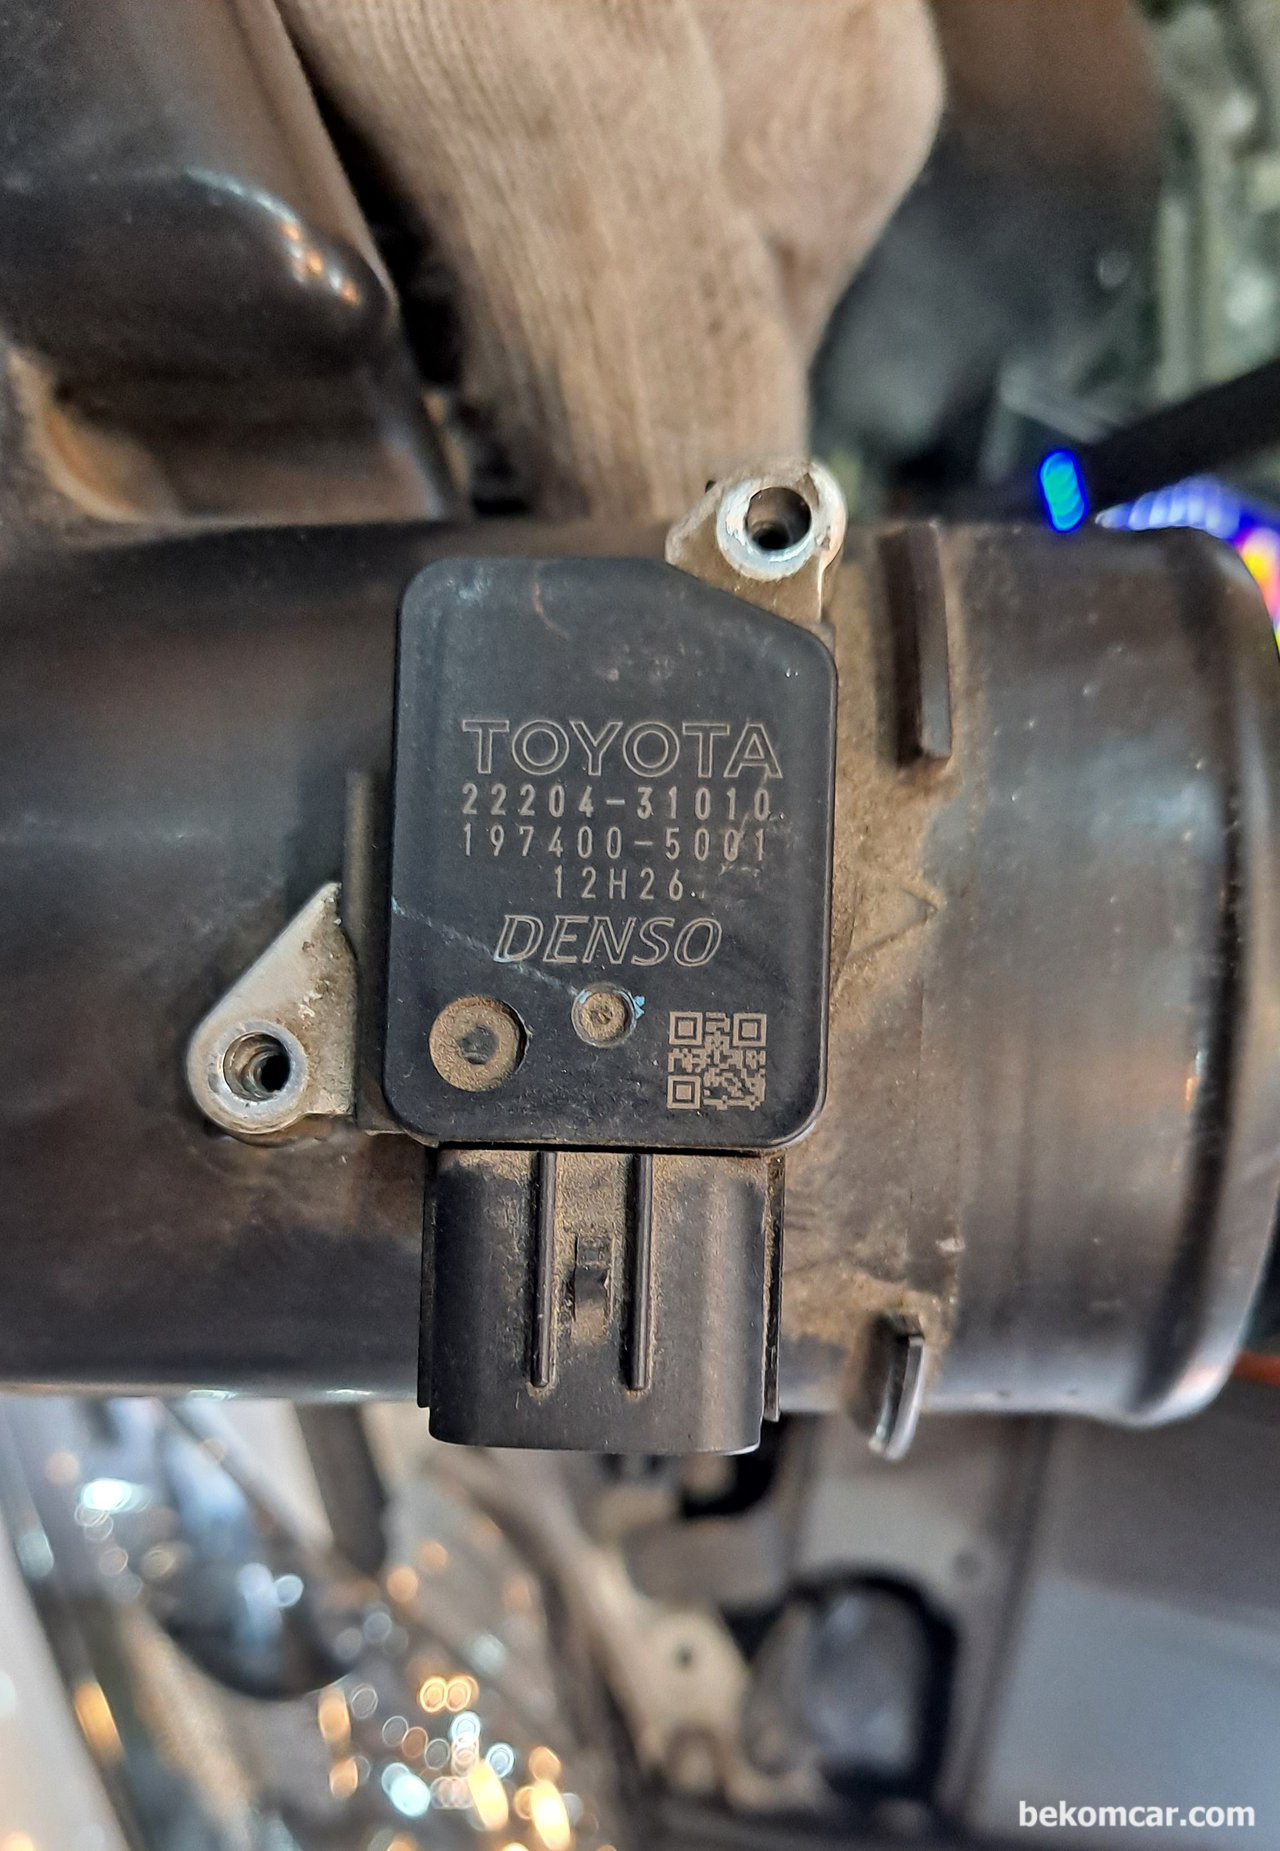 TOYOTA
22204-31010
197400-5001
12H26
DENSO
bekomcar.com